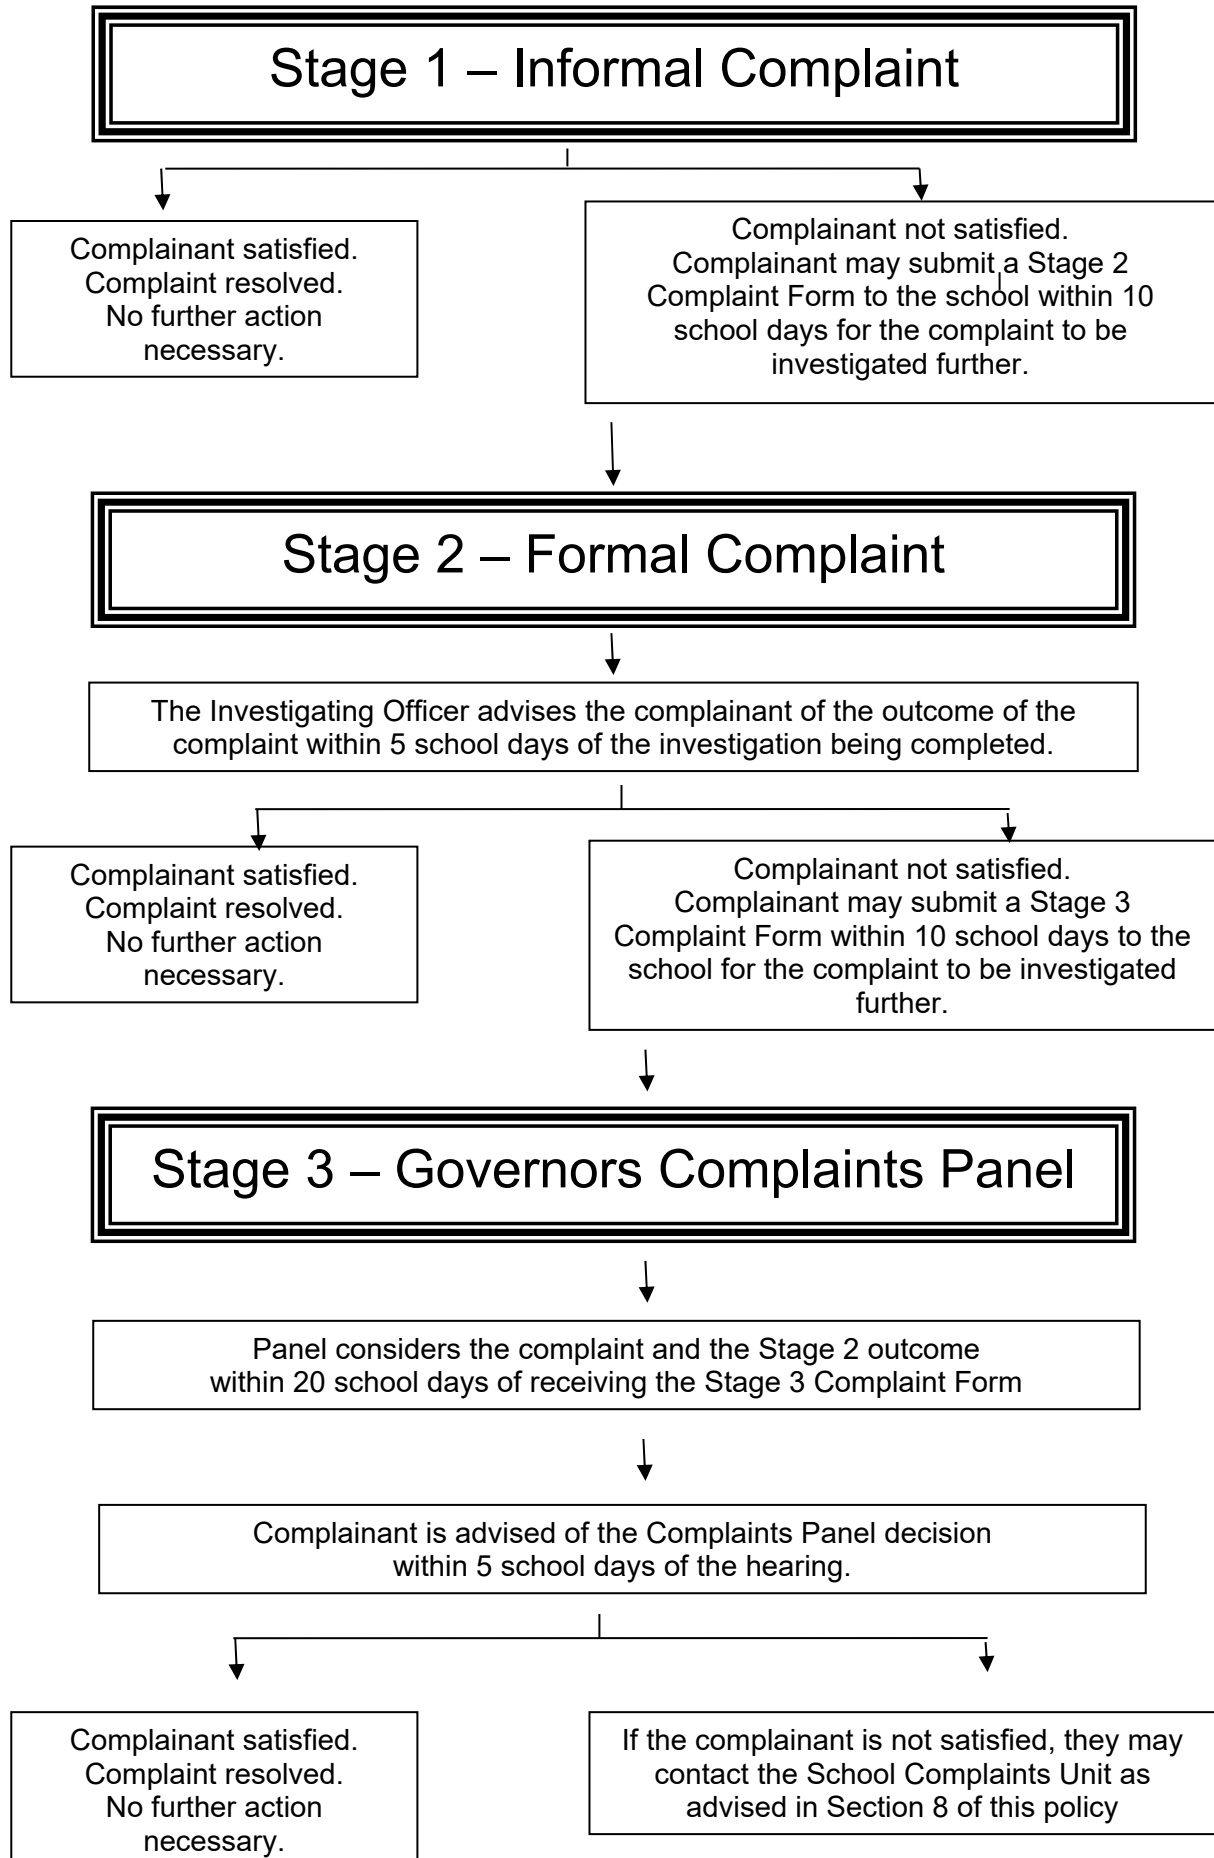 Stage 1 – Informal Complaint
Complainant satisfied.
Complaint resolved.
No further action
necessary.
Complainant not satisfied.
Complainant may submit a Stage 2
Complaint Form to the school within 10
school days for the complaint to be
investigated further.
Stage 2 – Formal Complaint
The Investigating Officer advises the complainant of the outcome of the
complaint within 5 school days of the investigation being completed.
Complainant satisfied.
Complaint resolved.
No further action
necessary.
Complainant not satisfied.
Complainant may submit a Stage 3
Complaint Form within 10 school days to the
school for the complaint to be investigated
further.
Stage 3 – Governors Complaints Panel
Panel considers the complaint and the Stage 2 outcome
within 20 school days of receiving the Stage 3 Complaint Form
Complainant is advised of the Complaints Panel decision
within 5 school days of the hearing.
Complainant satisfied.
Complaint resolved.
No further action
necessary.
If the complainant is not satisfied, they may
contact the School Complaints Unit as
advised in Section 8 of this policy